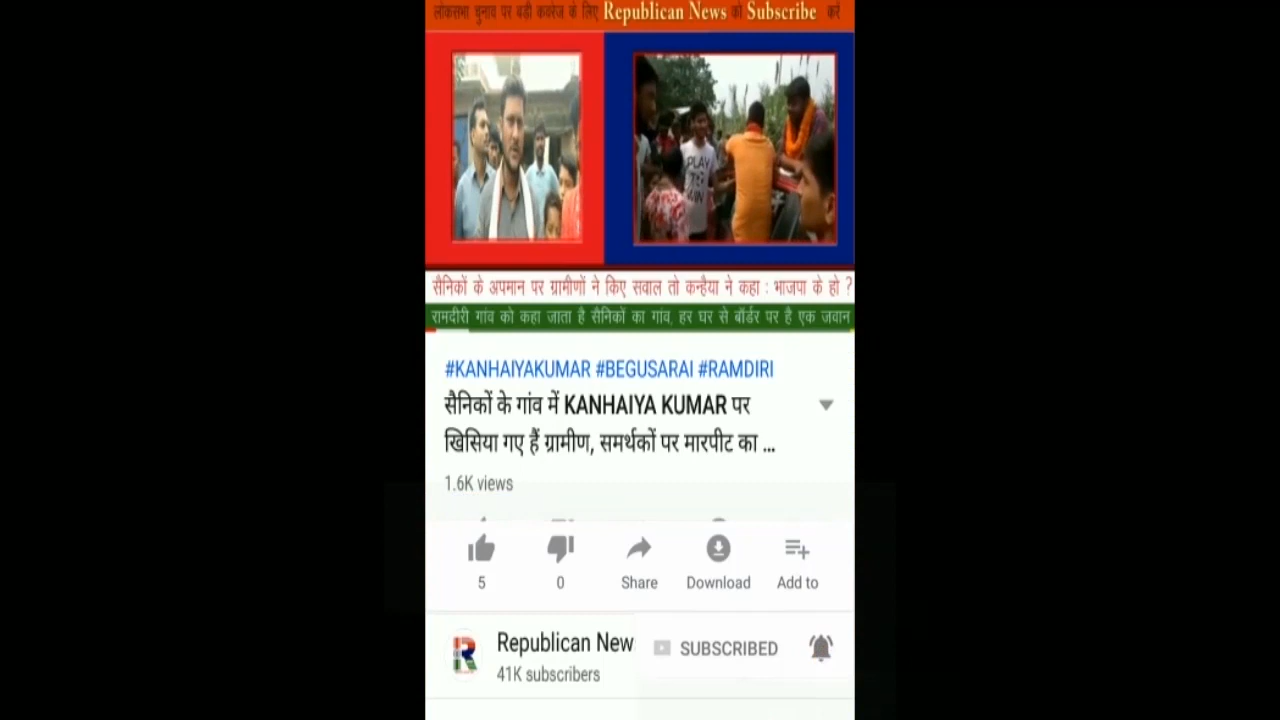 लोकसभा चुनाव पर बड़ी कवरेज के लिए Republican News को Subscribe करें
PLAY
सैनिकों के अपमान पर ग्रामीणों ने किए सवाल तो कन्हैया ने कहा : भाजपा के हो ?
रामदीरी गांव को कहा जाता है सैनिकों का गांव, हर घर से बॉर्डर पर है एक जवान
#KANHAIYAKUMAR #BEGUSARAI #RAMDIRI
सैनिकों के गांव में KANHAIYA KUMAR पर
खिसिया गए हैं ग्रामीण, समर्थकों पर मारपीट का ...
1.6K views
5 0 Share Download Add to
Republican New SUBSCRIBED
41K subscribers